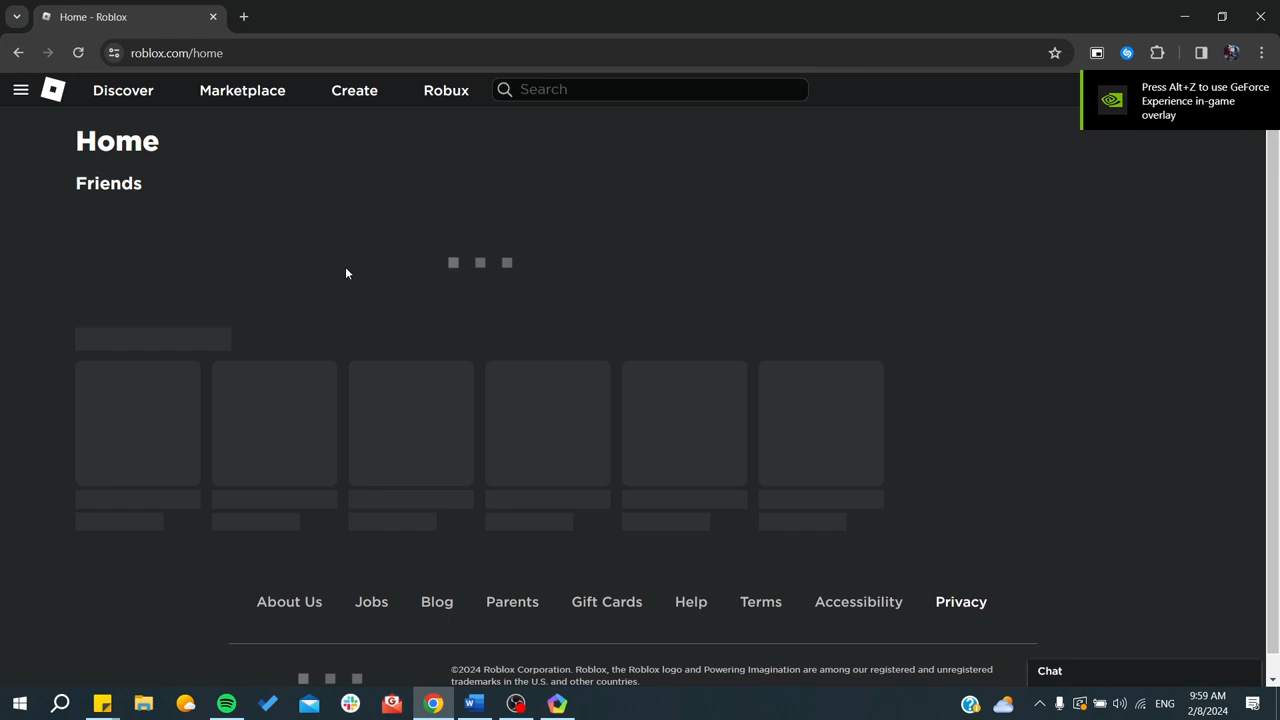 Home - Roblox
roblox.com/home
Discover
Marketplace
Create
Robux
Search
Press Alt+Z to use GeForce
Experience in-game
overlay
Home
Friends
About Us
Jobs
Blog
Parents
Gift Cards
Help
Terms
Accessibility
Privacy
©2024 Roblox Corporation. Roblox, the Roblox logo and Powering Imagination are among our registered and unregistered
trademarks in the U.S. and other countries.
Chat
ENG
9:59 AM
2/8/2024